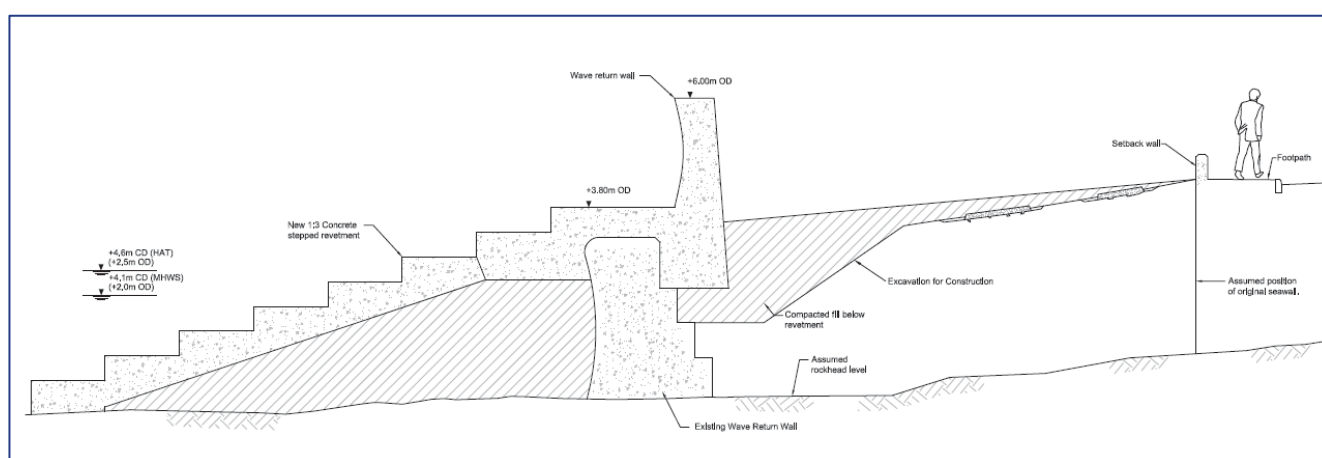 Wave return wall
+6.00m OD
Setback wall
Footpath
+3.80m OD
New 1:3 Concrete
stepped revetment
+4,6m CD (HAT)
(+2,5m OD)
+4,1m CD (MHWS)
(+2,0m OD)
Excavation for Construction
Assumed position
of original seawall.
Compacted fill below
revetment
Assumed
rockhead level
Existing Wave Return Wall